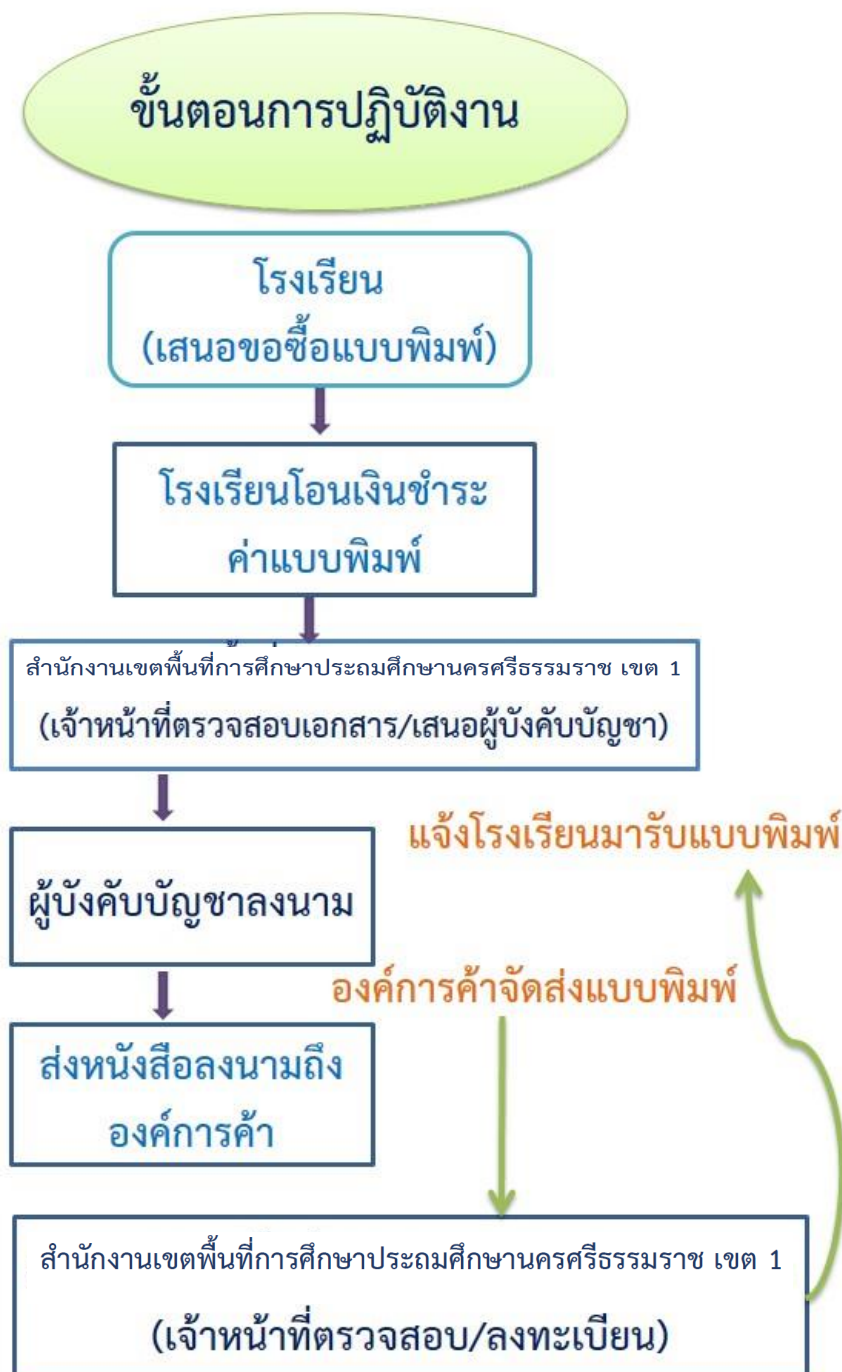 ขั้นตอนการปฏิบัติงาน
โรงเรียน
(เสนอขอซื้อแบบพิมพ์)
โรงเรียนโอนเงินชำระ
ค่าแบบพิมพ์
สำนักงานเขตพื้นที่การศึกษาประถมศึกษานครศรีธรรมราช เขต 1
(เจ้าหน้าที่ตรวจสอบเอกสาร/เสนอผู้บังคับบัญชา)
ผู้บังคับบัญชาลงนาม
ส่งหนังสือลงนามถึง
องค์การค้า
องค์การค้าจัดส่งแบบพิมพ์
สำนักงานเขตพื้นที่การศึกษาประถมศึกษานครศรีธรรมราช เขต 1
(เจ้าหน้าที่ตรวจสอบ/ลงทะเบียน)
แจ้งโรงเรียนมารับแบบพิมพ์